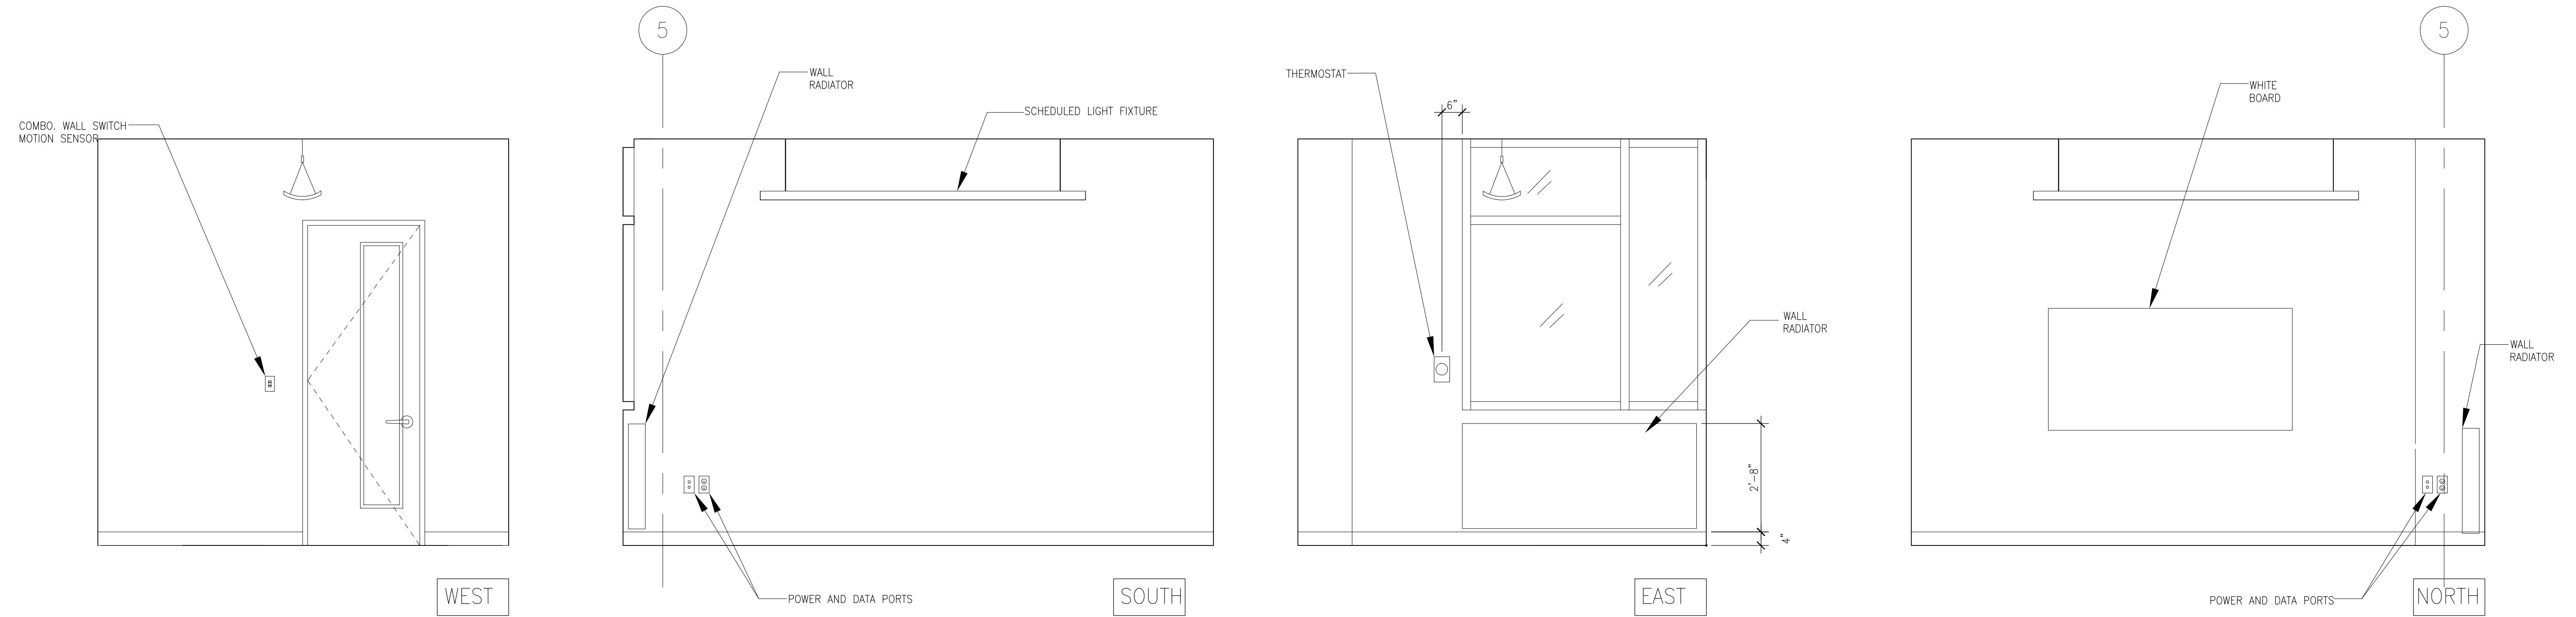 5
5
WALL
RADIATOR
THERMOSTAT
WHITE
BOARD
6"
SCHEDULED LIGHT FIXTURE
COMBO. WALL SWITCH
MOTION SENSOR
WALL
RADIATOR
WALL
RADIATOR
2'-8"
4"
POWER AND DATA PORTS
POWER AND DATA PORTS
WEST
SOUTH
EAST
NORTH